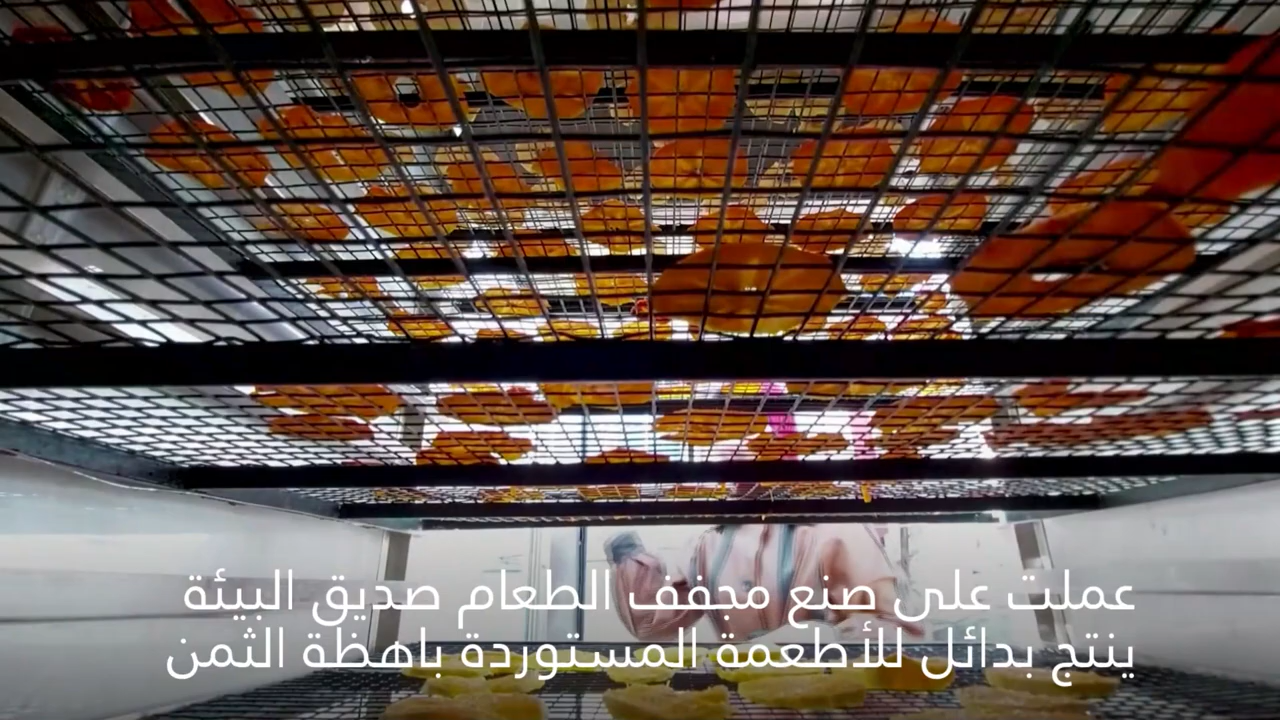 عملت على صنع مجفف الطعام صديق البيئة
ينتج بدائل للأطعمة المستوردة باهظة الثمن